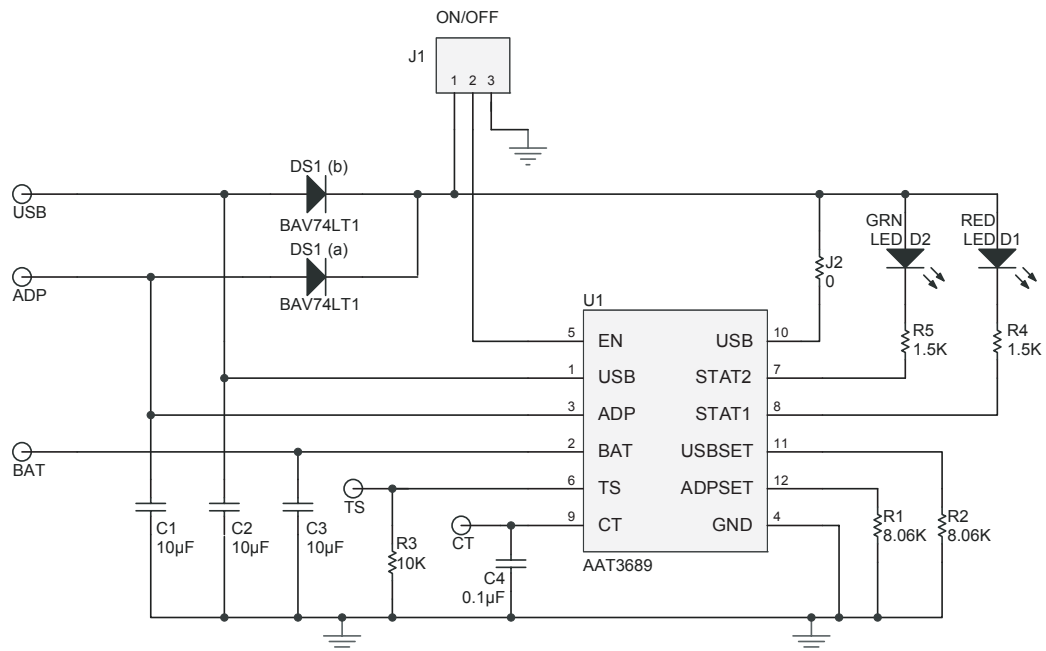 ON/OFF
J1
1 2 3
DS1 (b)
USB
BAV74LT1
DS1 (a)
ADP
BAV74LT1
GRN
LED D2
RED
LED D1
J2
0
R5
1.5K
R4
1.5K
U1
5 EN USB 10
1 USB STAT2 7
3 ADP STAT1 8
2 BAT USBSET 11
6 TS ADPSET 12
9 CT GND 4
AAT3689
BAT
TS
CT
C1
10µF
C2
10µF
C3
10µF
R3
10K
C4
0.1µF
R1
8.06K
R2
8.06K